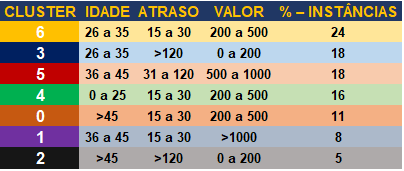 CLUSTER IDADE ATRASO VALOR % – INSTÂNCIAS
6 26 a 35 15 a 30 200 a 500 24
3 26 a 35 >120 0 a 200 18
5 36 a 45 31 a 120 500 a 1000 18
4 0 a 25 15 a 30 200 a 500 16
0 >45 15 a 30 200 a 500 11
1 36 a 45 15 a 30 >1000 8
2 >45 >120 0 a 200 5